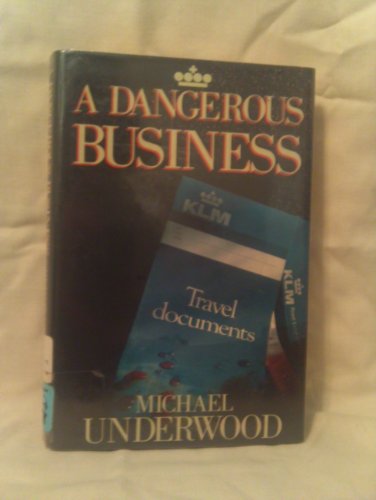 A DANGEROUS
BUSINESS
KLM
Travel
documents
KLM
MICHAEL
UNDERWOOD